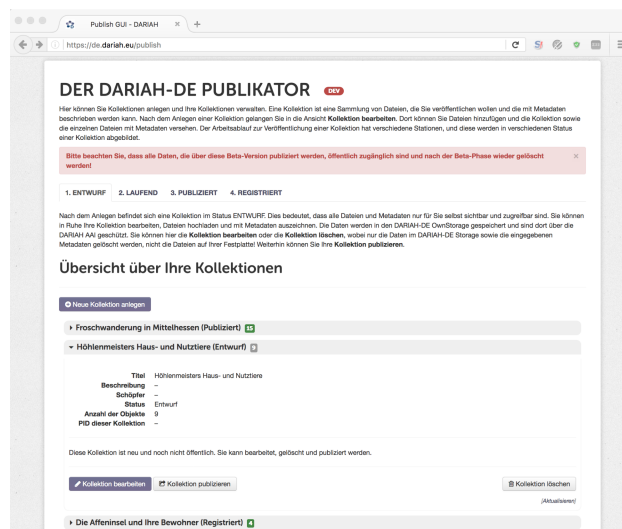 Publish GUI - DARIAH
https://de.dariah.eu/publish
DER DARIAH-DE PUBLIKATOR DEV
Hier können Sie Kollektionen anlegen und Ihre Kollektionen verwalten. Eine Kollektion ist eine Sammlung von Dateien, die Sie veröffentlichen wollen und die mit Metadaten
beschrieben werden kann. Nach dem Anlegen einer Kollektion gelangen Sie in die Ansicht Kollektion bearbeiten. Dort können Sie Dateien hinzufügen und die Kollektion sowie
die einzelnen Dateien mit Metadaten versehen. Der Arbeitsablauf zur Veröffentlichung einer Kollektion hat verschiedene Stationen, und diese werden in verschiedenen Status
einer Kollektion abgebildet.
Bitte beachten Sie, dass alle Daten, die über diese Beta-Version publiziert werden, öffentlich zugänglich sind und nach der Beta-Phase wieder gelöscht
werden!
1. ENTWURF 2. LAUFEND 3. PUBLIZIERT 4. REGISTRIERT
Nach dem Anlegen befindet sich eine Kollektion im Status ENTWURF. Dies bedeutet, dass alle Dateien und Metadaten nur für Sie selbst sichtbar und zugreifbar sind. Sie können
in Ruhe Ihre Kollektion bearbeiten, Dateien hochladen und mit Metadaten auszeichnen. Die Daten werden in den DARIAH-DE OwnStorage gespeichert und sind dort über die
DARIAH AAI geschützt. Sie können hier die Kollektion bearbeiten oder die Kollektion löschen, wobei nur die Daten im DARIAH-DE Storage sowie die eingegebenen
Metadaten gelöscht werden, nicht die Dateien auf Ihrer Festplatte! Weiterhin können Sie Ihre Kollektion publizieren.
Übersicht über Ihre Kollektionen
Neue Kollektion anlegen
Froschwanderung in Mittelhessen (Publiziert) 15
Höhlenmeisters Haus- und Nutztiere (Entwurf) 9
Titel Höhlenmeisters Haus- und Nutztiere
Beschreibung –
Schöpfer –
Status Entwurf
Anzahl der Objekte 9
PID dieser Kollektion –
Diese Kollektion ist neu und noch nicht öffentlich. Sie kann bearbeitet, gelöscht und publiziert werden.
Kollektion bearbeiten Kollektion publizieren Kollektion löschen
[Aktualisieren]
Die Affeninsel und Ihre Bewohner (Registriert) 4